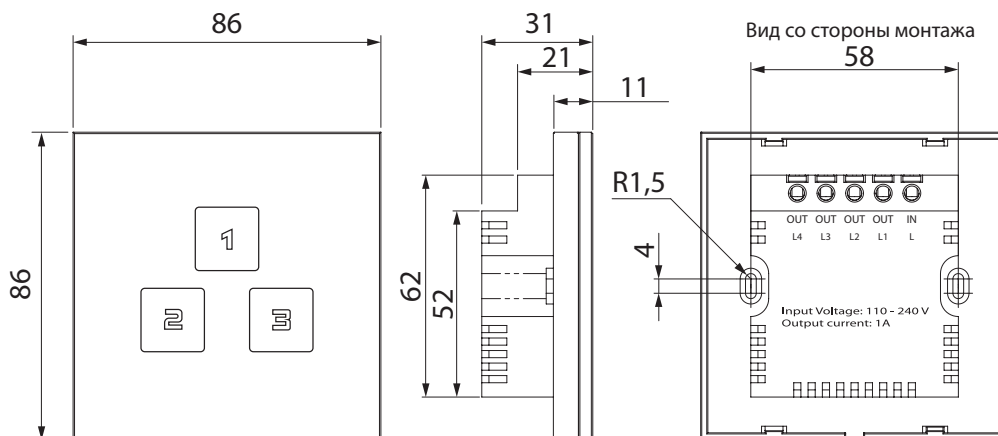 86
31
21
11
Вид со стороны монтажа
58
86
1
2
3
62
52
R1,5
4
OUT OUT OUT OUT IN
L4 L3 L2 L1 L
Input Voltage: 110 - 240 V
Output current: 1A